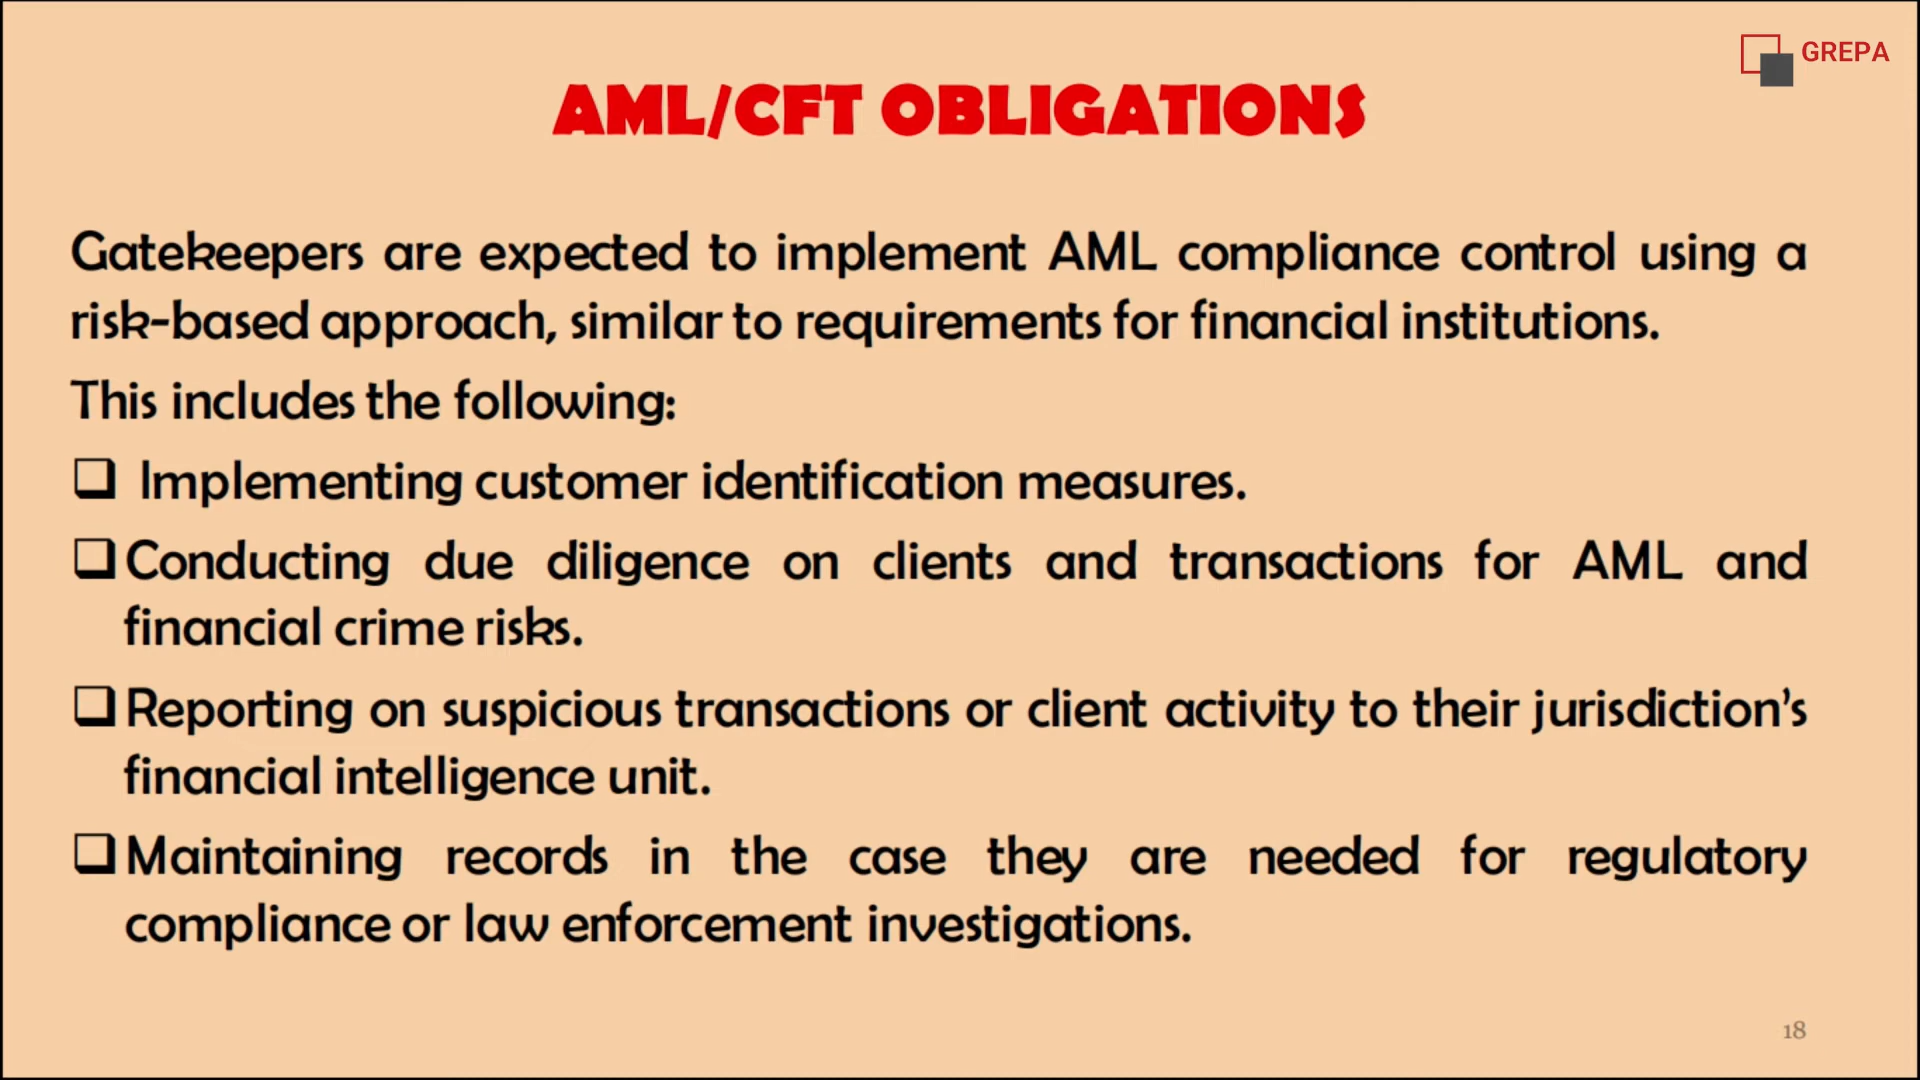 GREPA
AML/CFT OBLIGATIONS
Gatekeepers are expected to implement AML compliance control using a
risk-based approach, similar to requirements for financial institutions.
This includes the following:
❑ Implementing customer identification measures.
❑ Conducting due diligence on clients and transactions for AML and
financial crime risks.
❑ Reporting on suspicious transactions or client activity to their jurisdiction’s
financial intelligence unit.
❑ Maintaining records in the case they are needed for regulatory
compliance or law enforcement investigations.
18